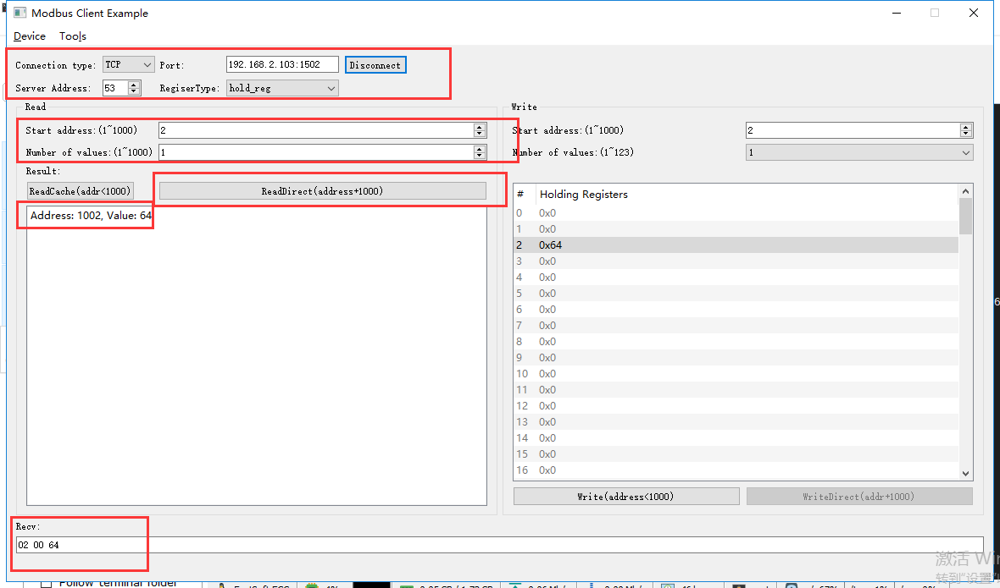 Modbus Client Example
Device Tools
Connection type: TCP Port: 192.168.2.103:1502 Disconnect
Server Address: 53 RegiserType: hold_reg
Read
Write
Start address:(1~1000) 2
Start address:(1~1000) 2
Number of values:(1~1000) 1
Number of values:(1~123) 1
Result:
ReadCache(addr<1000) ReadDirect(address+1000)
Address: 1002, Value: 64
# Holding Registers
0 0x0
1 0x0
2 0x64
3 0x0
4 0x0
5 0x0
6 0x0
7 0x0
8 0x0
9 0x0
10 0x0
11 0x0
12 0x0
13 0x0
14 0x0
15 0x0
16 0x0
Write(address<1000) WriteDirect(addr+1000)
Recv:
02 00 64
激活 Win
转到"设置"
Follow terminal folder